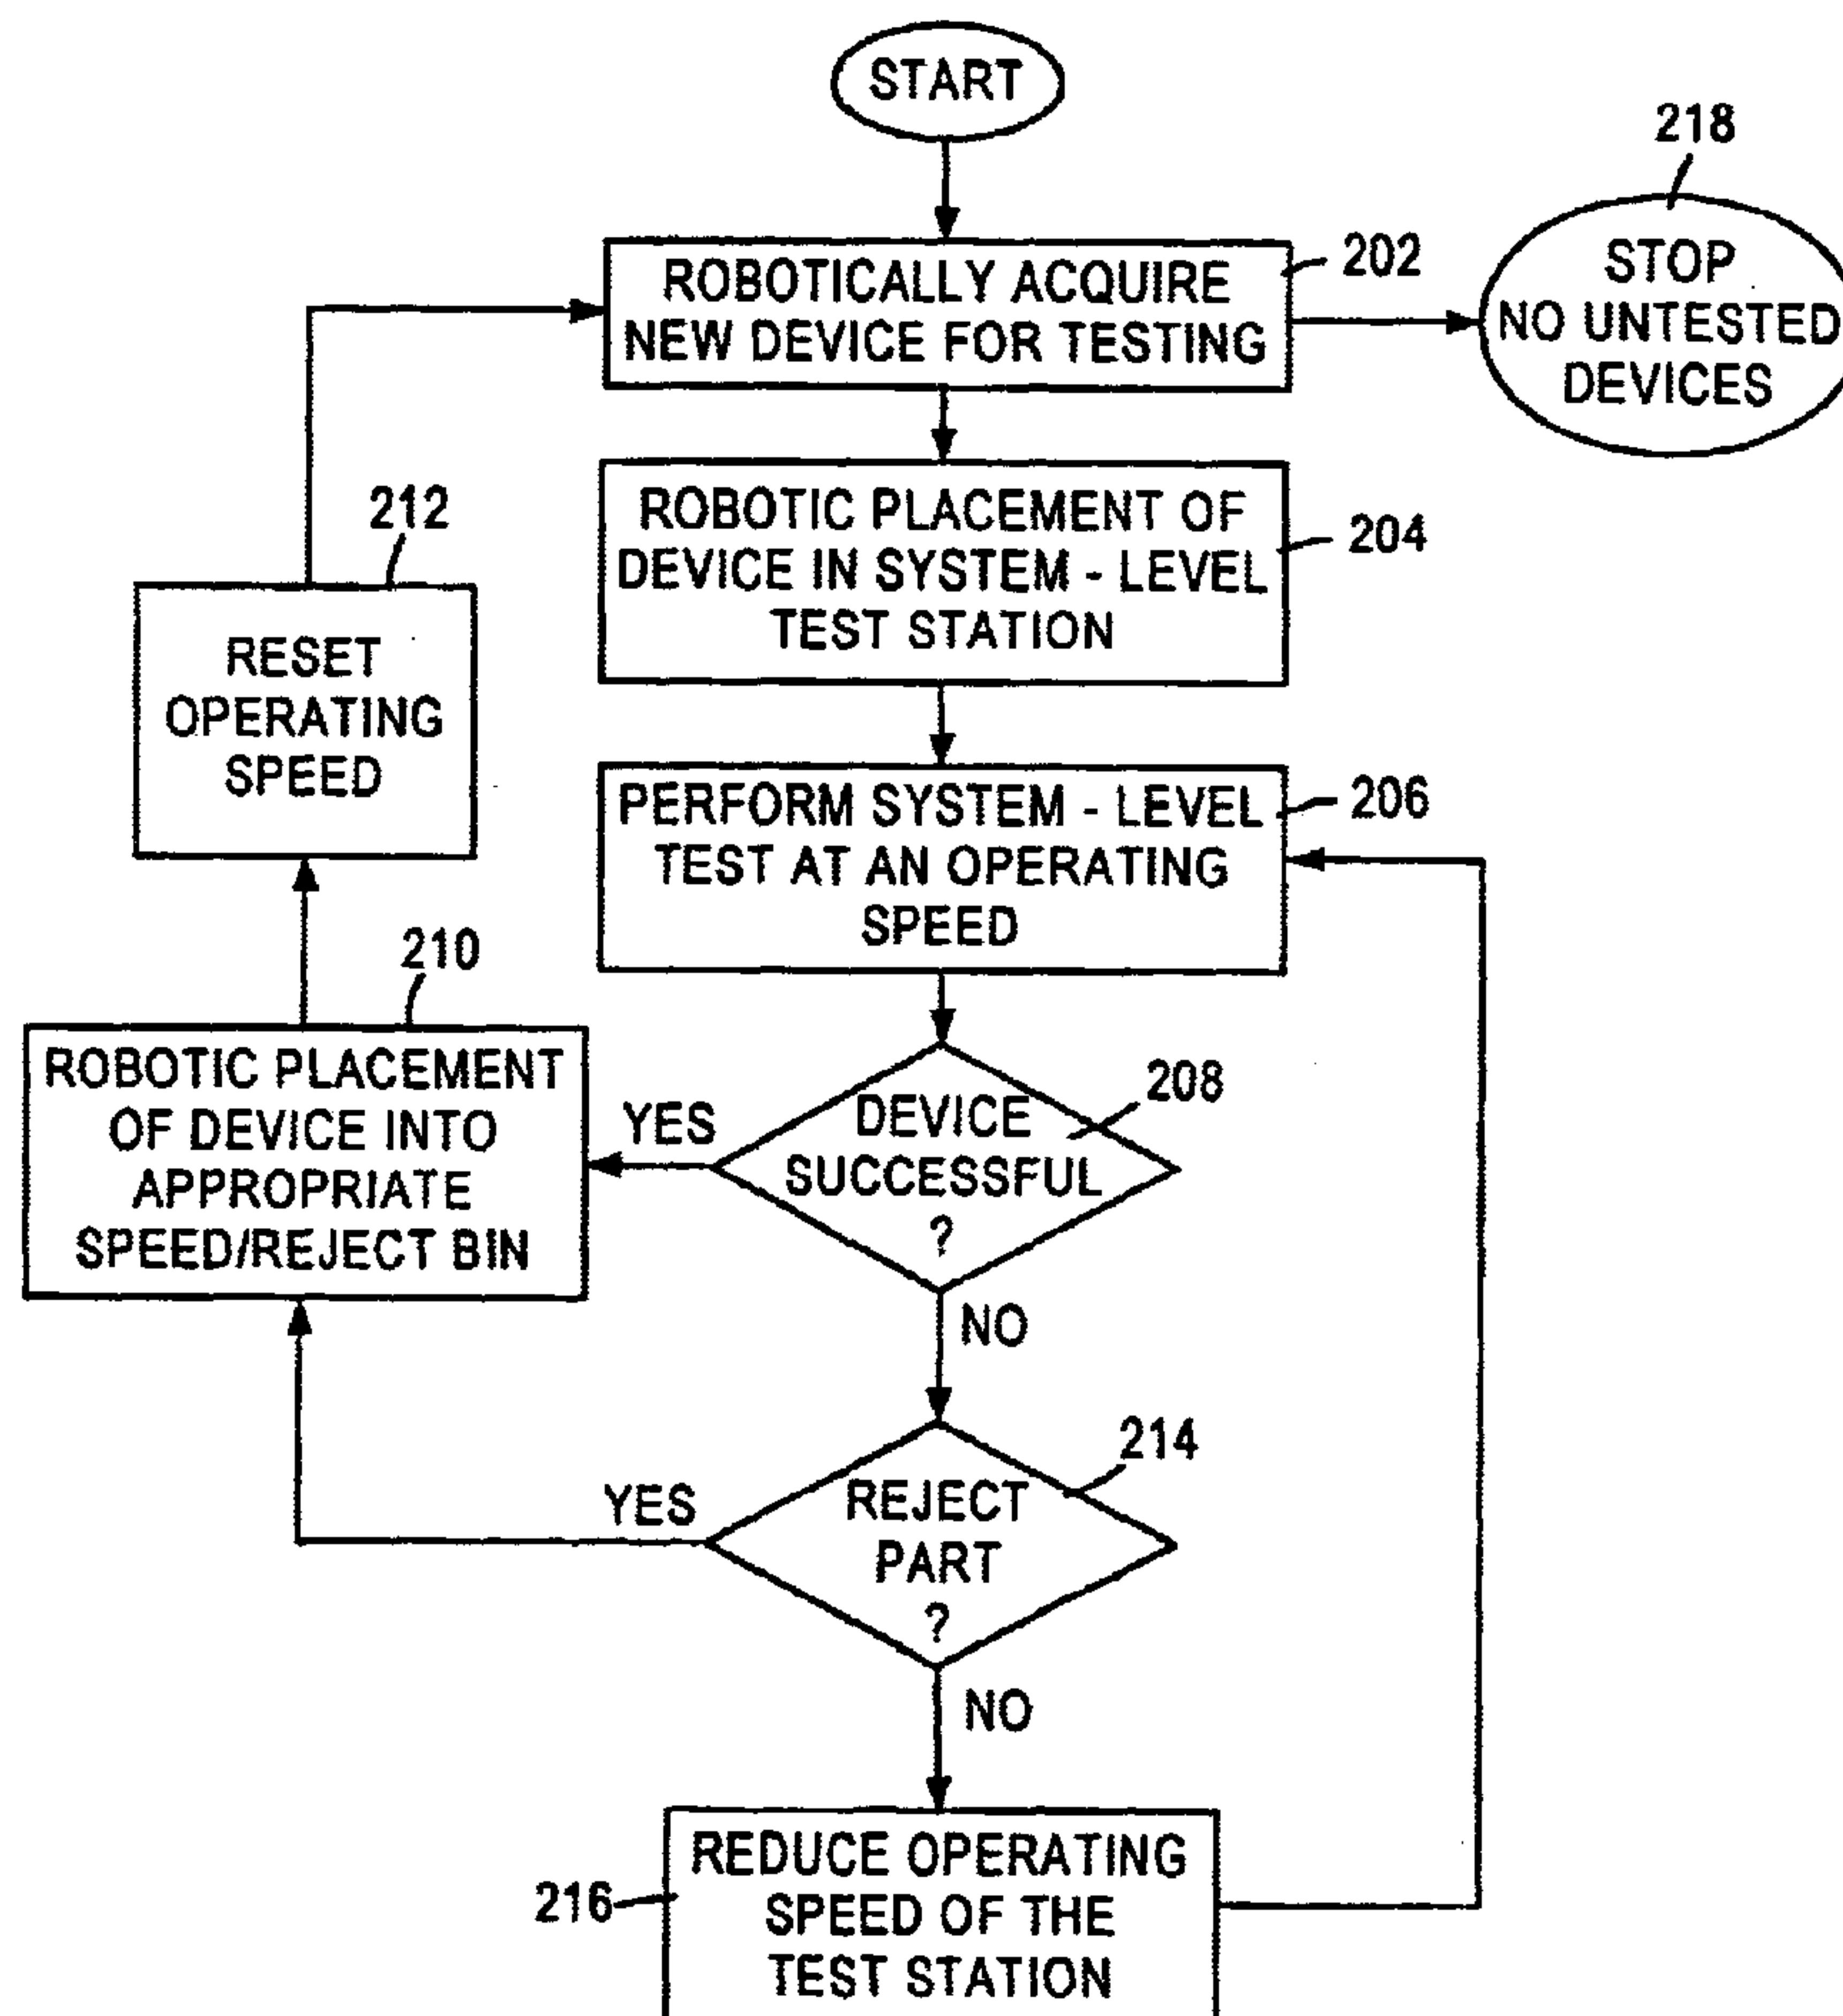 START
218
ROBOTICALLY ACQUIRE
NEW DEVICE FOR TESTING
202
STOP
NO UNTESTED
DEVICES
212
ROBOTIC PLACEMENT OF
DEVICE IN SYSTEM - LEVEL
TEST STATION
204
RESET
OPERATING
SPEED
PERFORM SYSTEM - LEVEL
TEST AT AN OPERATING
SPEED
206
210
ROBOTIC PLACEMENT
OF DEVICE INTO
APPROPRIATE
SPEED/REJECT BIN
YES
DEVICE
SUCCESSFUL
?
208
NO
214
YES
REJECT
PART
?
NO
216
REDUCE OPERATING
SPEED OF THE
TEST STATION